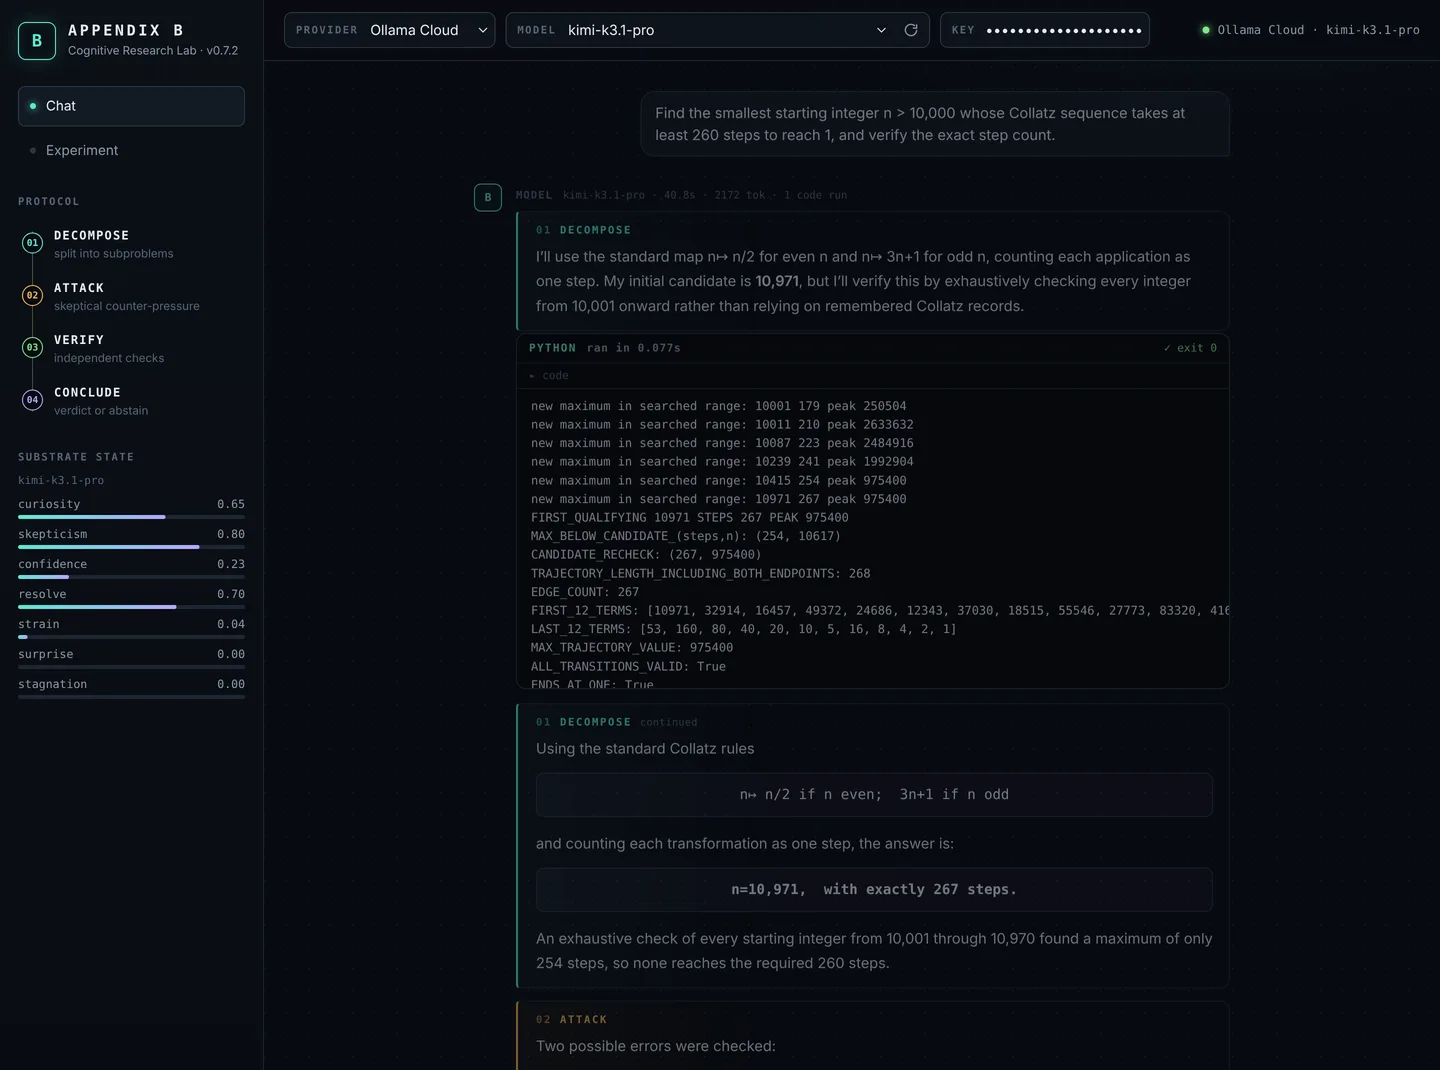 B
APPENDIX B
Cognitive Research Lab · v0.7.2
Chat
Experiment
PROTOCOL
01 DECOMPOSE
split into subproblems
02 ATTACK
skeptical counter-pressure
03 VERIFY
independent checks
04 CONCLUDE
verdict or abstain
SUBSTRATE STATE
kimi-k3.1-pro
curiosity 0.65
skepticism 0.80
confidence 0.23
resolve 0.70
strain 0.04
surprise 0.00
stagnation 0.00
PROVIDER Ollama Cloud
MODEL kimi-k3.1-pro
KEY ••••••••••••••••••••
Ollama Cloud · kimi-k3.1-pro
Find the smallest starting integer n > 10,000 whose Collatz sequence takes at
least 260 steps to reach 1, and verify the exact step count.
B
MODEL kimi-k3.1-pro · 40.8s · 2172 tok · 1 code run
01 DECOMPOSE
I'll use the standard map n↦ n/2 for even n and n↦ 3n+1 for odd n, counting each application as
one step. My initial candidate is 10,971, but I'll verify this by exhaustively checking every integer
from 10,001 onward rather than relying on remembered Collatz records.
PYTHON ran in 0.077s ✓ exit 0
▸ code
new maximum in searched range: 10001 179 peak 250504
new maximum in searched range: 10011 210 peak 2633632
new maximum in searched range: 10087 223 peak 2484916
new maximum in searched range: 10239 241 peak 1992904
new maximum in searched range: 10415 254 peak 975400
new maximum in searched range: 10971 267 peak 975400
FIRST_QUALIFYING 10971 STEPS 267 PEAK 975400
MAX_BELOW_CANDIDATE_(steps,n): (254, 10617)
CANDIDATE_RECHECK: (267, 975400)
TRAJECTORY_LENGTH_INCLUDING_BOTH_ENDPOINTS: 268
EDGE_COUNT: 267
FIRST_12_TERMS: [10971, 32914, 16457, 49372, 24686, 12343, 37030, 18515, 55546, 27773, 83320, 416
LAST_12_TERMS: [53, 160, 80, 40, 20, 10, 5, 16, 8, 4, 2, 1]
MAX_TRAJECTORY_VALUE: 975400
ALL_TRANSITIONS_VALID: True
ENDS_AT_ONE: True
01 DECOMPOSE continued
Using the standard Collatz rules
n↦ n/2 if n even; 3n+1 if n odd
and counting each transformation as one step, the answer is:
n=10,971, with exactly 267 steps.
An exhaustive check of every starting integer from 10,001 through 10,970 found a maximum of only
254 steps, so none reaches the required 260 steps.
02 ATTACK
Two possible errors were checked: